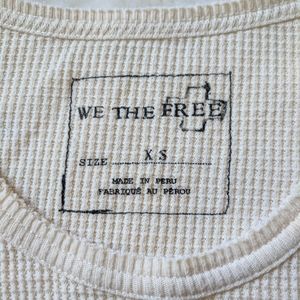 WE THE FREE
SIZE XS
MADE IN PERU
FABRIQUÉ AU PÉROU